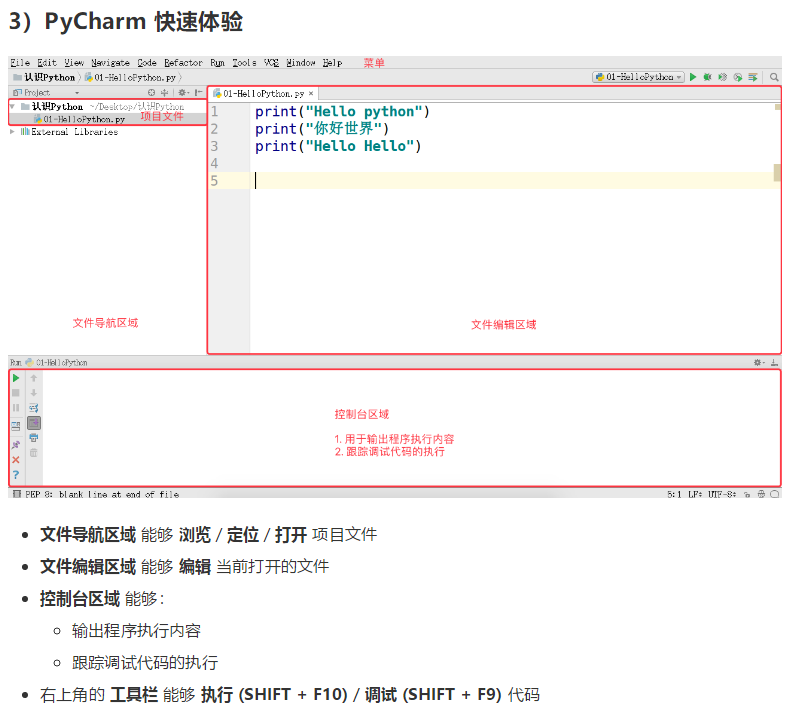 3）PyCharm 快速体验
File Edit View Navigate Code Refactor Run Tools VCS Window Help 菜单
认识Python 01-HelloPython.py 01-HelloPython
Project 01-HelloPython.py ×
认识Python ~/Desktop/认识Python
01-HelloPython.py 项目文件
External Libraries
1 print("Hello python")
2 print("你好世界")
3 print("Hello Hello")
4
5
文件导航区域
文件编辑区域
Run 01-HelloPython
控制台区域
1. 用于输出程序执行内容
2. 跟踪调试代码的执行
PEP 8: blank line at end of file 5:1 LF÷ UTF-8÷
• 文件导航区域 能够 浏览 / 定位 / 打开 项目文件
• 文件编辑区域 能够 编辑 当前打开的文件
• 控制台区域 能够：
○ 输出程序执行内容
○ 跟踪调试代码的执行
• 右上角的 工具栏 能够 执行 (SHIFT + F10) / 调试 (SHIFT + F9) 代码